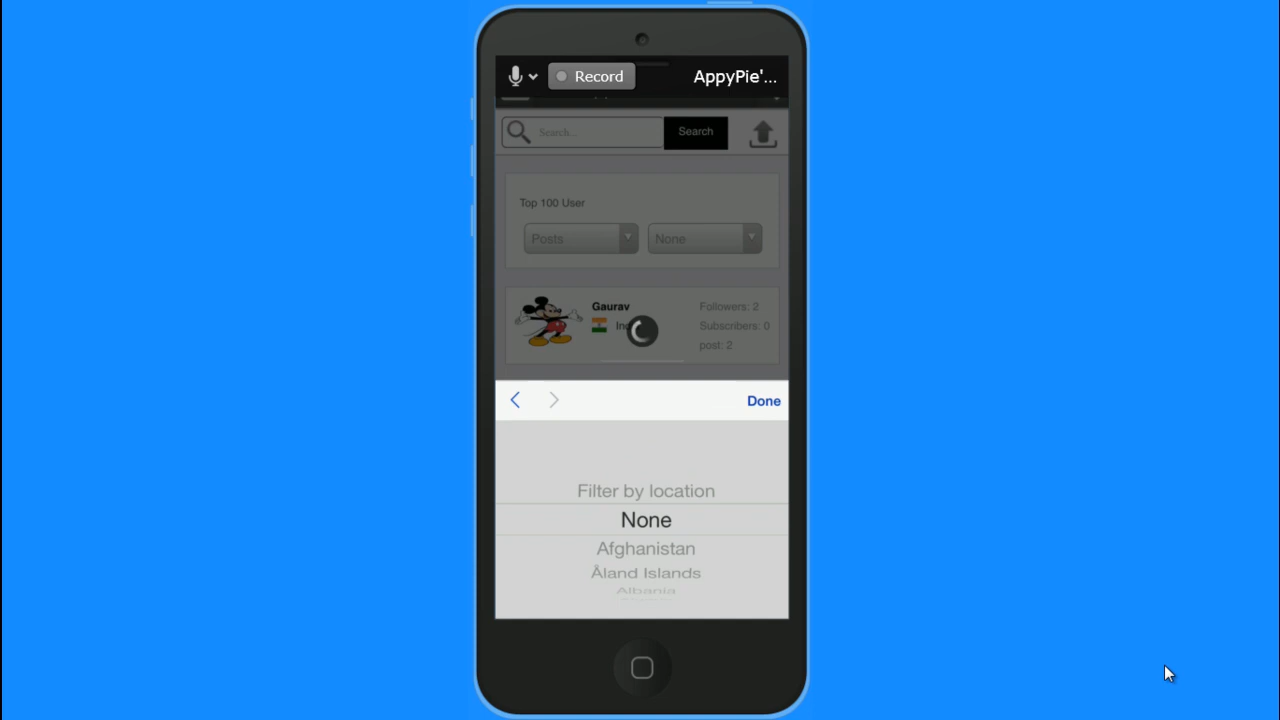 Record
AppyPie'...
Search...
Search
Top 100 User
Posts
None
Gaurav
Followers: 2
Subscribers: 0
post: 2
Done
Filter by location
None
Afghanistan
Åland Islands
Albania